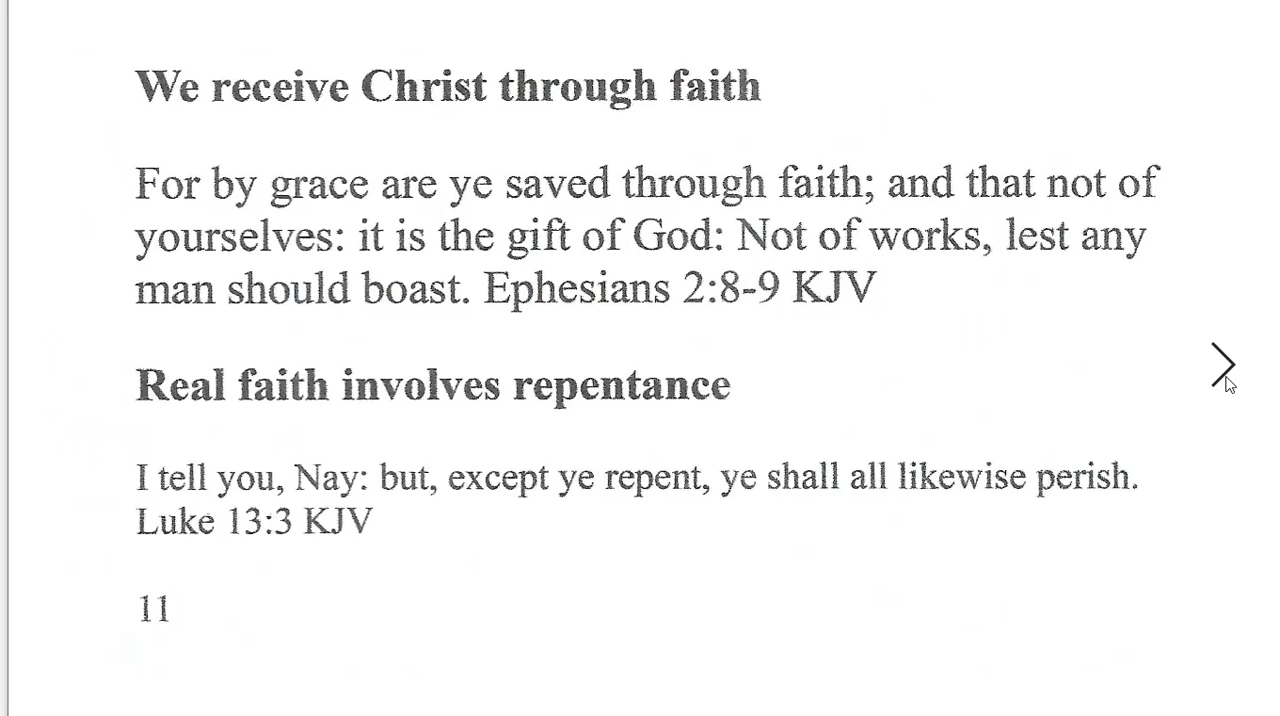 We receive Christ through faith
For by grace are ye saved through faith; and that not of
yourselves: it is the gift of God: Not of works, lest any
man should boast. Ephesians 2:8-9 KJV
Real faith involves repentance
I tell you, Nay: but, except ye repent, ye shall all likewise perish.
Luke 13:3 KJV
11